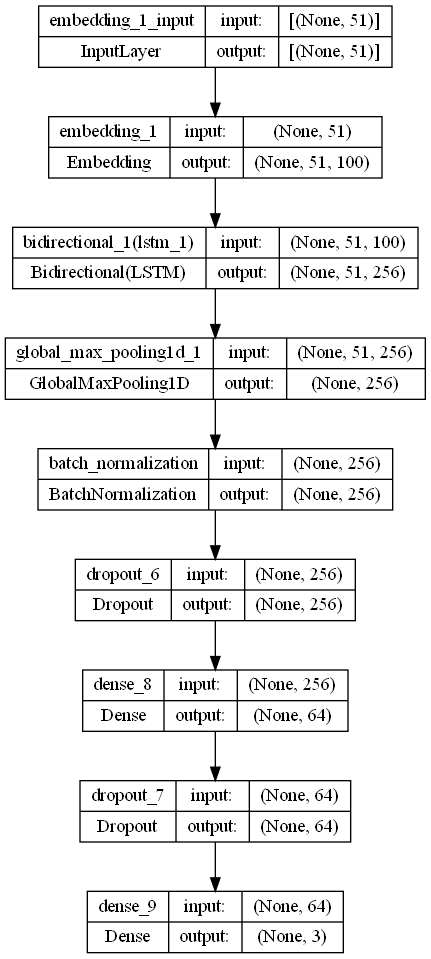 embedding_1_input input: [(None, 51)]
InputLayer output: [(None, 51)]
embedding_1 input: (None, 51)
Embedding output: (None, 51, 100)
bidirectional_1(lstm_1) input: (None, 51, 100)
Bidirectional(LSTM) output: (None, 51, 256)
global_max_pooling1d_1 input: (None, 51, 256)
GlobalMaxPooling1D output: (None, 256)
batch_normalization input: (None, 256)
BatchNormalization output: (None, 256)
dropout_6 input: (None, 256)
Dropout output: (None, 256)
dense_8 input: (None, 256)
Dense output: (None, 64)
dropout_7 input: (None, 64)
Dropout output: (None, 64)
dense_9 input: (None, 64)
Dense output: (None, 3)